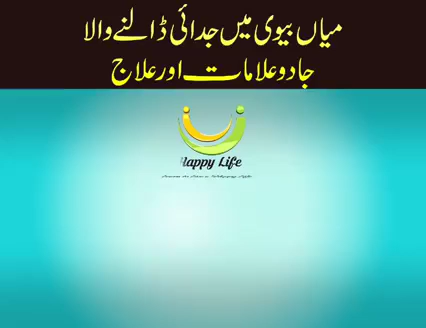 میاں بیوی میں جدائی ڈالنے والا
جادو علامات اور علاج
Happy Life